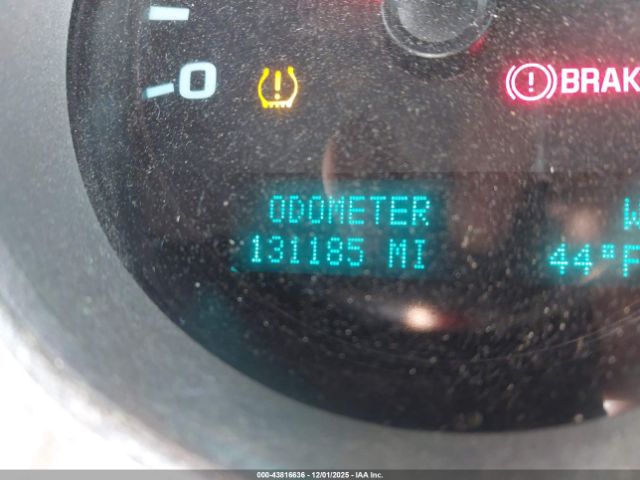 0
BRAK
ODOMETER
131185 MI
W
44°F
000-43816636 - 12/01/2025 - IAA Inc.